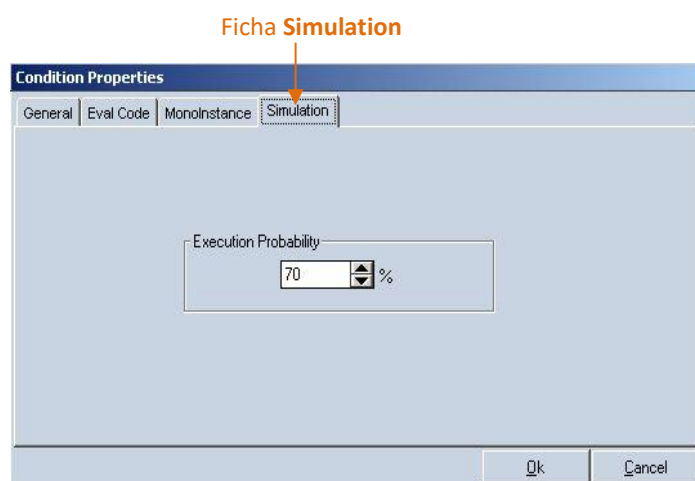 Ficha Simulation
Condition Properties
General Eval Code MonoInstance Simulation
Execution Probability
70 %
Ok Cancel